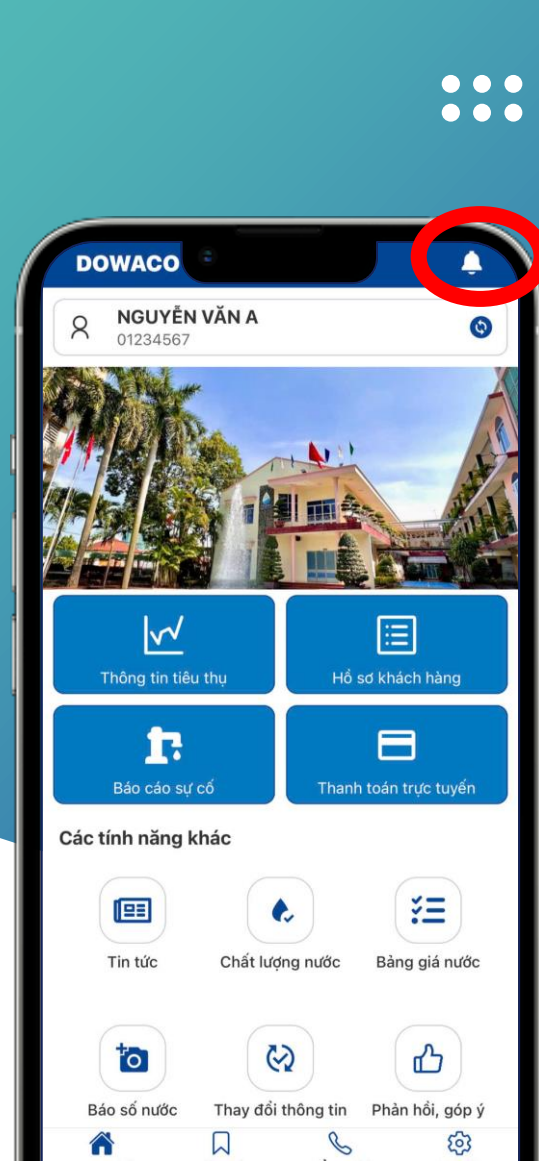 DOWACO
NGUYỄN VĂN A
01234567
Thông tin tiêu thụ
Hồ sơ khách hàng
Báo cáo sự cố
Thanh toán trực tuyến
Các tính năng khác
Tin tức
Chất lượng nước
Bảng giá nước
Báo số nước
Thay đổi thông tin
Phản hồi, góp ý